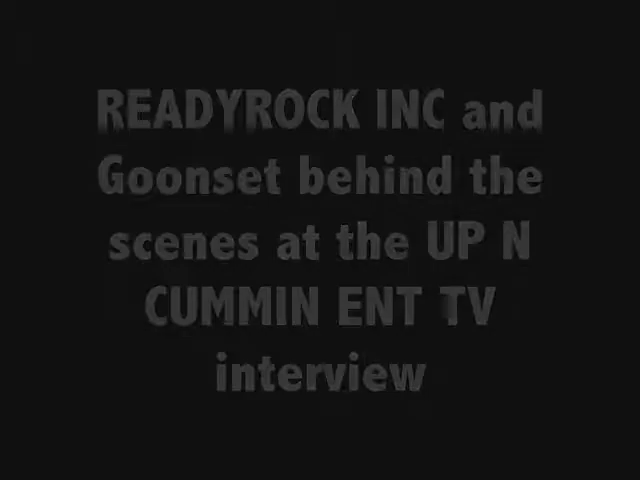 READYROCK INC and
Goonset behind the
scenes at the UP N
CUMMIN ENT TV
interview